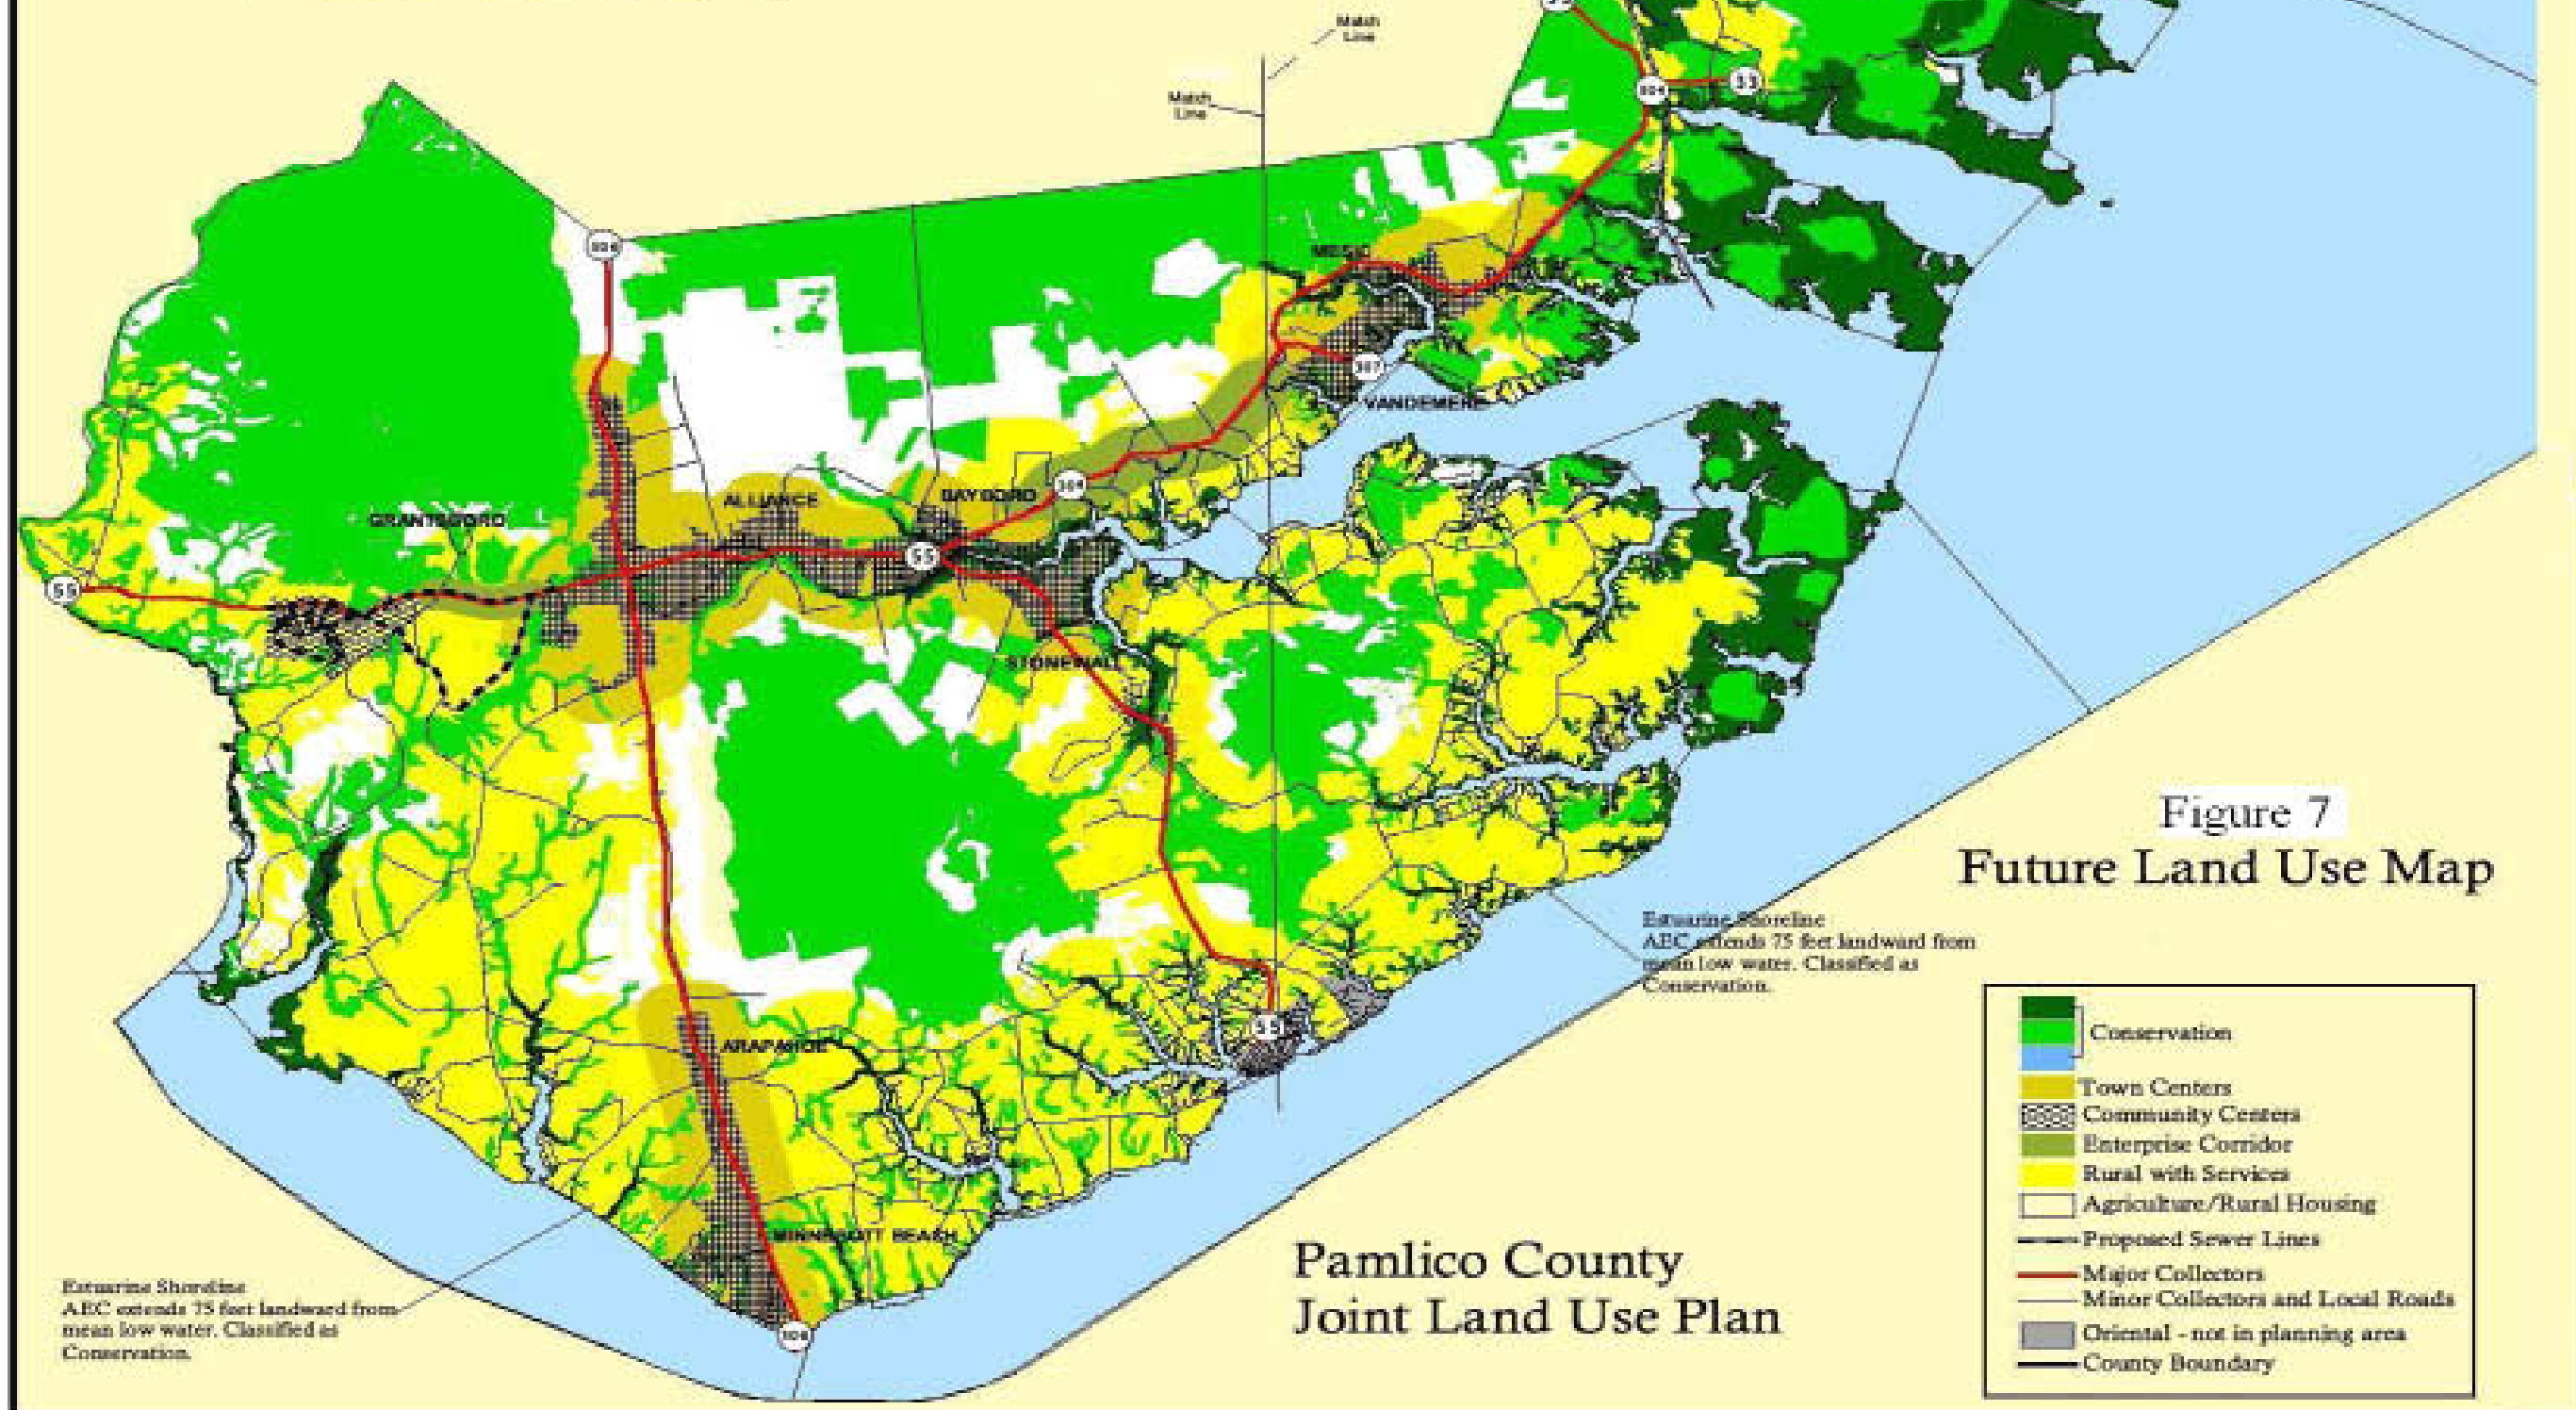 Match
Line
Match
Line
33
304
306
MESIC
307
VANDEMERE
304
BAYBORO
ALLIANCE
GRANTSBORO
55
55
STONEWALL
Figure 7
Future Land Use Map
Estuarine Shoreline
AEC extends 75 feet landward from
mean low water. Classified as
Conservation.
55
ARAPAHOE
MINNESOTT BEACH
306
Estuarine Shoreline
AEC extends 75 feet landward from
mean low water. Classified as
Conservation.
Pamlico County
Joint Land Use Plan
Conservation
Town Centers
Community Centers
Enterprise Corridor
Rural with Services
Agriculture/Rural Housing
Proposed Sewer Lines
Major Collectors
Minor Collectors and Local Roads
Oriental - not in planning area
County Boundary